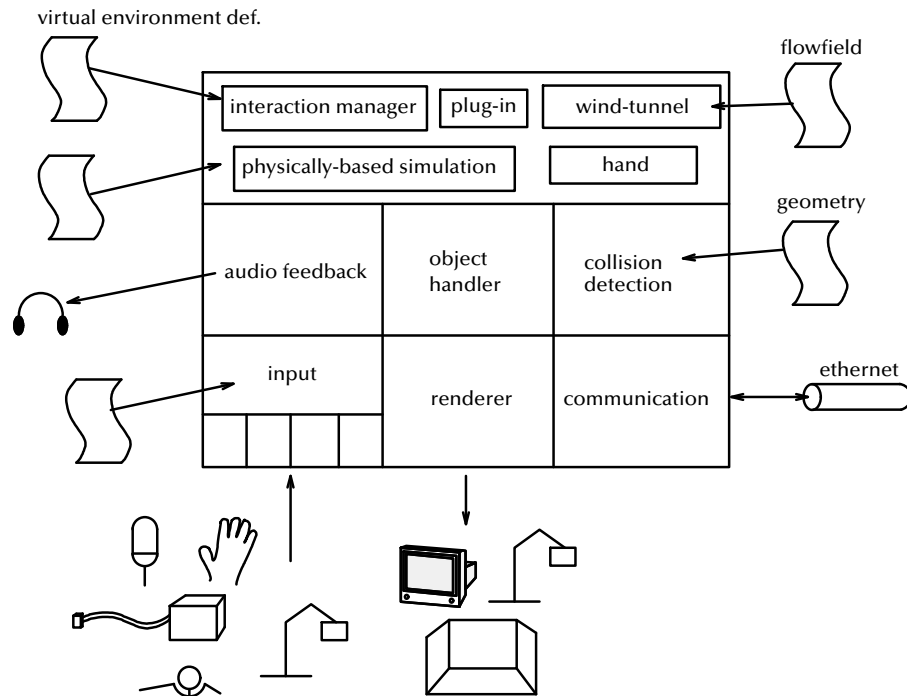 virtual environment def.
flowfield
interaction manager
plug-in
wind-tunnel
physically-based simulation
hand
geometry
audio feedback
object
handler
collision
detection
input
renderer
communication
ethernet